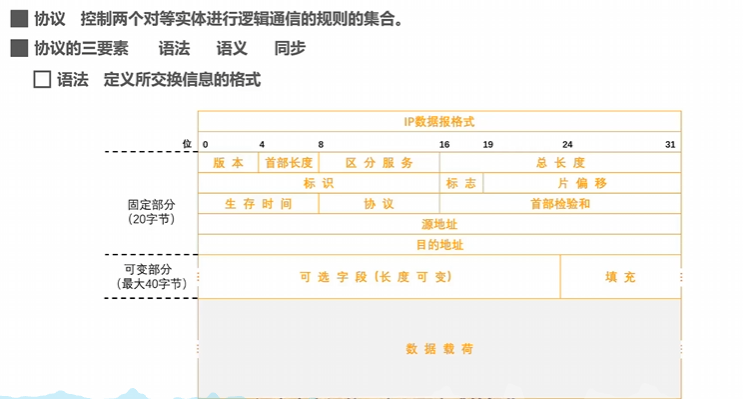 协议 控制两个对等实体进行逻辑通信的规则的集合。
协议的三要素 语法 语义 同步
语法 定义所交换信息的格式
IP数据报格式
位 0 4 8 16 19 24 31
版本 首部长度 区分服务 总长度
标识 标志 片偏移
固定部分
(20字节)
生存时间 协议 首部检验和
源地址
目的地址
可变部分
(最大40字节)
可选字段(长度可变) 填充
数据载荷